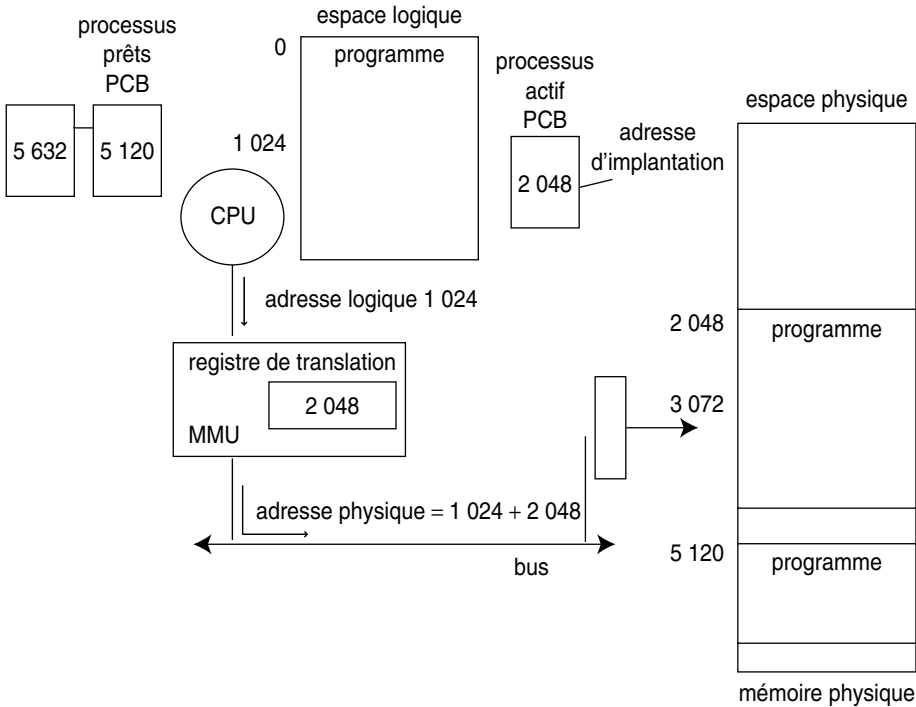 espace logique
processus
prêts
PCB
0
programme
processus
actif
PCB
espace physique
5 632
5 120
1 024
adresse
d'implantation
2 048
CPU
adresse logique 1 024
registre de translation
2 048
MMU
2 048
programme
3 072
adresse physique = 1 024 + 2 048
bus
5 120
programme
mémoire physique